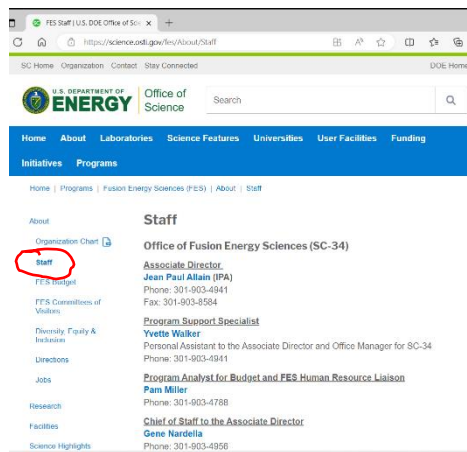 FES Staff | U.S. DOE Office of Sci
https://science.osti.gov/fes/About/Staff
SC Home Organization Contact Stay Connected
DOE Home
U.S. DEPARTMENT OF
ENERGY
Office of
Science
Search
Home About Laboratories Science Features Universities User Facilities Funding
Initiatives Programs
Home | Programs | Fusion Energy Sciences (FES) | About | Staff
About
Organization Chart
Staff
FES Budget
FES Committees of
Visitors
Diversity, Equity &
Inclusion
Directions
Jobs
Research
Facilities
Science Highlights
Staff
Office of Fusion Energy Sciences (SC-34)
Associate Director
Jean Paul Allain (IPA)
Phone: 301-903-4941
Fax: 301-903-8584
Program Support Specialist
Yvette Walker
Personal Assistant to the Associate Director and Office Manager for SC-34
Phone: 301-903-4941
Program Analyst for Budget and FES Human Resource Liaison
Pam Miller
Phone: 301-903-4788
Chief of Staff to the Associate Director
Gene Nardella
Phone: 301-903-4956